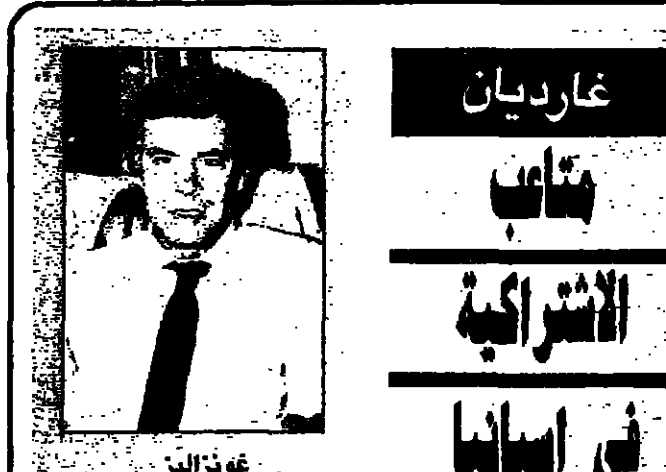 غارديان
متاعب
الاشتراكية
في اسبانيا
غونزاليز